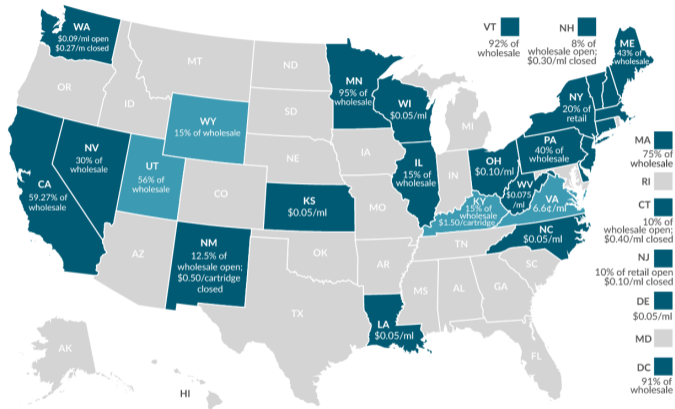 WA
$0.09/ml open
$0.27/m closed
OR
CA
59.27% of
wholesale
NV
30% of
wholesale
ID
MT
WY
15% of wholesale
UT
56% of
wholesale
AZ
CO
NM
12.5% of
wholesale open;
$0.50/cartridge
closed
ND
SD
NE
KS
$0.05/ml
OK
TX
MN
95% of
wholesale
IA
MO
AR
LA
$0.05/ml
WI
$0.05/ml
IL
15% of
wholesale
MI
IN
OH
$0.10/ml
KY
15% of
wholesale
$1.50/cartridge
WV
$0.075
/ml
VA
6.6¢/ml
TN
NC
$0.05/ml
SC
MS
AL
GA
FL
PA
40% of
wholesale
NY
20% of
retail
ME
43% of
wholesale
VT
92% of
wholesale
NH
8% of
wholesale open;
$0.30/ml closed
MA
75% of
wholesale
RI
CT
10% of
wholesale open;
$0.40/ml closed
NJ
10% of retail open
$0.10/ml closed
DE
$0.05/ml
MD
DC
91% of
wholesale
AK
HI